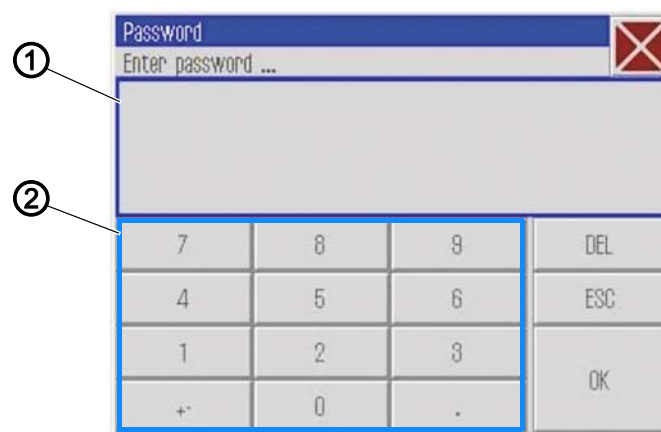 Password
Enter password ...
①
②
7 8 9 DEL
4 5 6 ESC
1 2 3
OK
+- 0 .